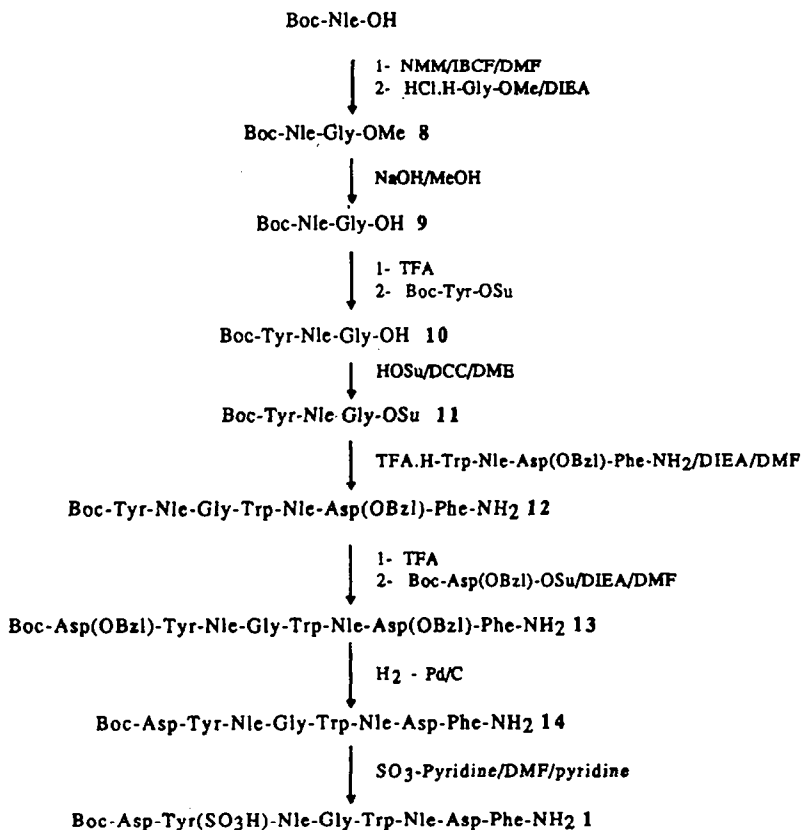 Boc-Nle-OH
1- NMM/IBCF/DMF
2- HCl.H-Gly-OMe/DIEA
Boc-Nle-Gly-OMe 8
NaOH/MeOH
Boc-Nle-Gly-OH 9
1- TFA
2- Boc-Tyr-OSu
Boc-Tyr-Nle-Gly-OH 10
HOSu/DCC/DME
Boc-Tyr-Nle-Gly-OSu 11
TFA.H-Trp-Nle-Asp(OBzl)-Phe-NH2/DIEA/DMF
Boc-Tyr-Nle-Gly-Trp-Nle-Asp(OBzl)-Phe-NH2 12
1- TFA
2- Boc-Asp(OBzl)-OSu/DIEA/DMF
Boc-Asp(OBzl)-Tyr-Nle-Gly-Trp-Nle-Asp(OBzl)-Phe-NH2 13
H2 - Pd/C
Boc-Asp-Tyr-Nle-Gly-Trp-Nle-Asp-Phe-NH2 14
SO3-Pyridine/DMF/pyridine
Boc-Asp-Tyr(SO3H)-Nle-Gly-Trp-Nle-Asp-Phe-NH2 1